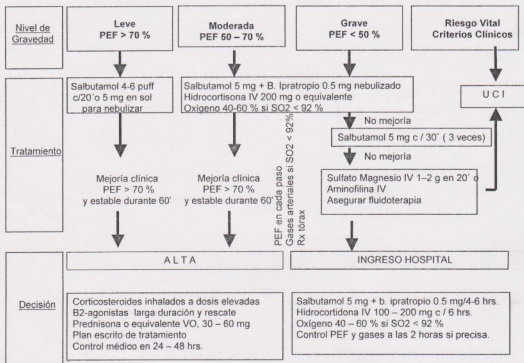 Nivel de
Gravedad
Leve
PEF > 70 %
Moderada
PEF 50 – 70 %
Grave
PEF < 50 %
Riesgo Vital
Criterios Clínicos
Tratamiento
Salbutamol 4-6 puff
c/20´o 5 mg en sol
para nebulizar
Salbutamol 5 mg + B. Ipratropio 0.5 mg nebulizado
Hidrocortisona IV 200 mg o equivalente
Oxígeno 40-60 % si SO2 < 92 %
U C I
No mejoría
Salbutamol 5 mg c / 30´ ( 3 veces)
No mejoría
Sulfato Magnesio IV 1–2 g en 20´ o
Aminofilina IV
Asegurar fluidoterapia
Mejoría clínica
PEF > 70 %
y estable durante 60´
Mejoría clínica
PEF > 70 %
y estable durante 60´
PEF en cada paso
Gases arteriales si SO2 < 92%
Rx tórax
A L T A
INGRESO HOSPITAL
Decisión
Corticosteroides inhalados a dosis elevadas
B2-agonistas larga duración y rescate
Prednisona o equivalente VO, 30 – 60 mg
Plan escrito de tratamiento
Control médico en 24 – 48 hrs.
Salbutamol 5 mg + b. ipratropio 0.5 mg/4-6 hrs.
Hidrocortidona IV 100 – 200 mg c / 6 hrs.
Oxígeno 40 – 60 % si SO2 < 92 %
Control PEF y gases a las 2 horas si precisa.